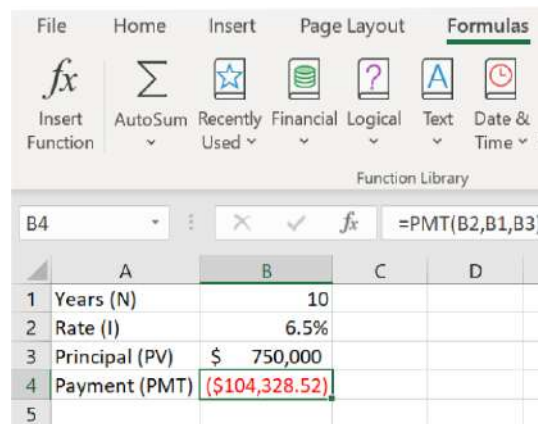 File Home Insert Page Layout Formulas
fx
Insert Function
AutoSum
Recently Used
Financial
Logical
Text
Date & Time
Function Library
B4 fx =PMT(B2,B1,B3)
A B C D
1 Years (N) 10
2 Rate (I) 6.5%
3 Principal (PV) $ 750,000
4 Payment (PMT) ($104,328.52)
5